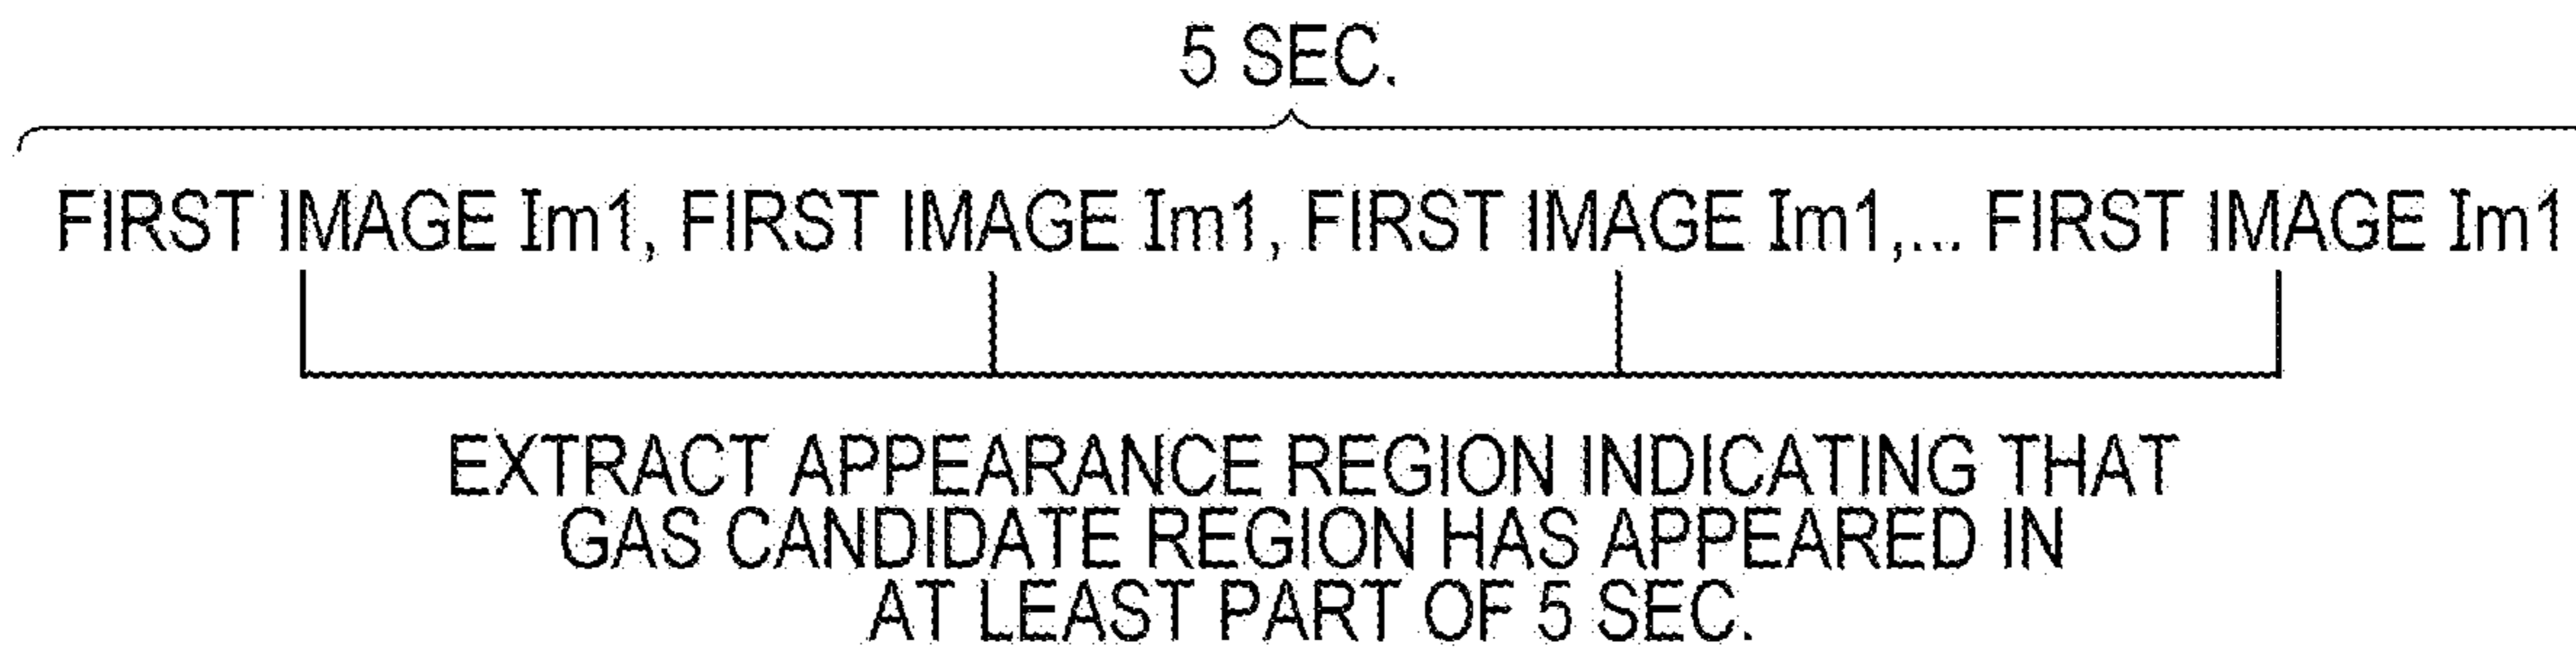 5 SEC.
FIRST IMAGE Im1, FIRST IMAGE Im1, FIRST IMAGE Im1,... FIRST IMAGE Im1
EXTRACT APPEARANCE REGION INDICATING THAT
GAS CANDIDATE REGION HAS APPEARED IN
AT LEAST PART OF 5 SEC.